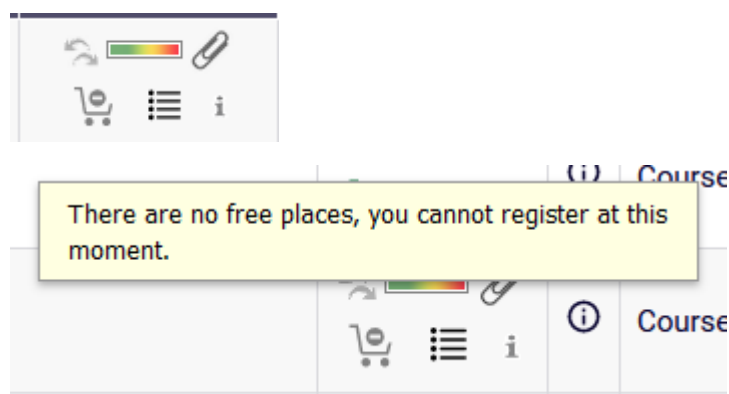 Course
There are no free places, you cannot register at this
moment.
Course